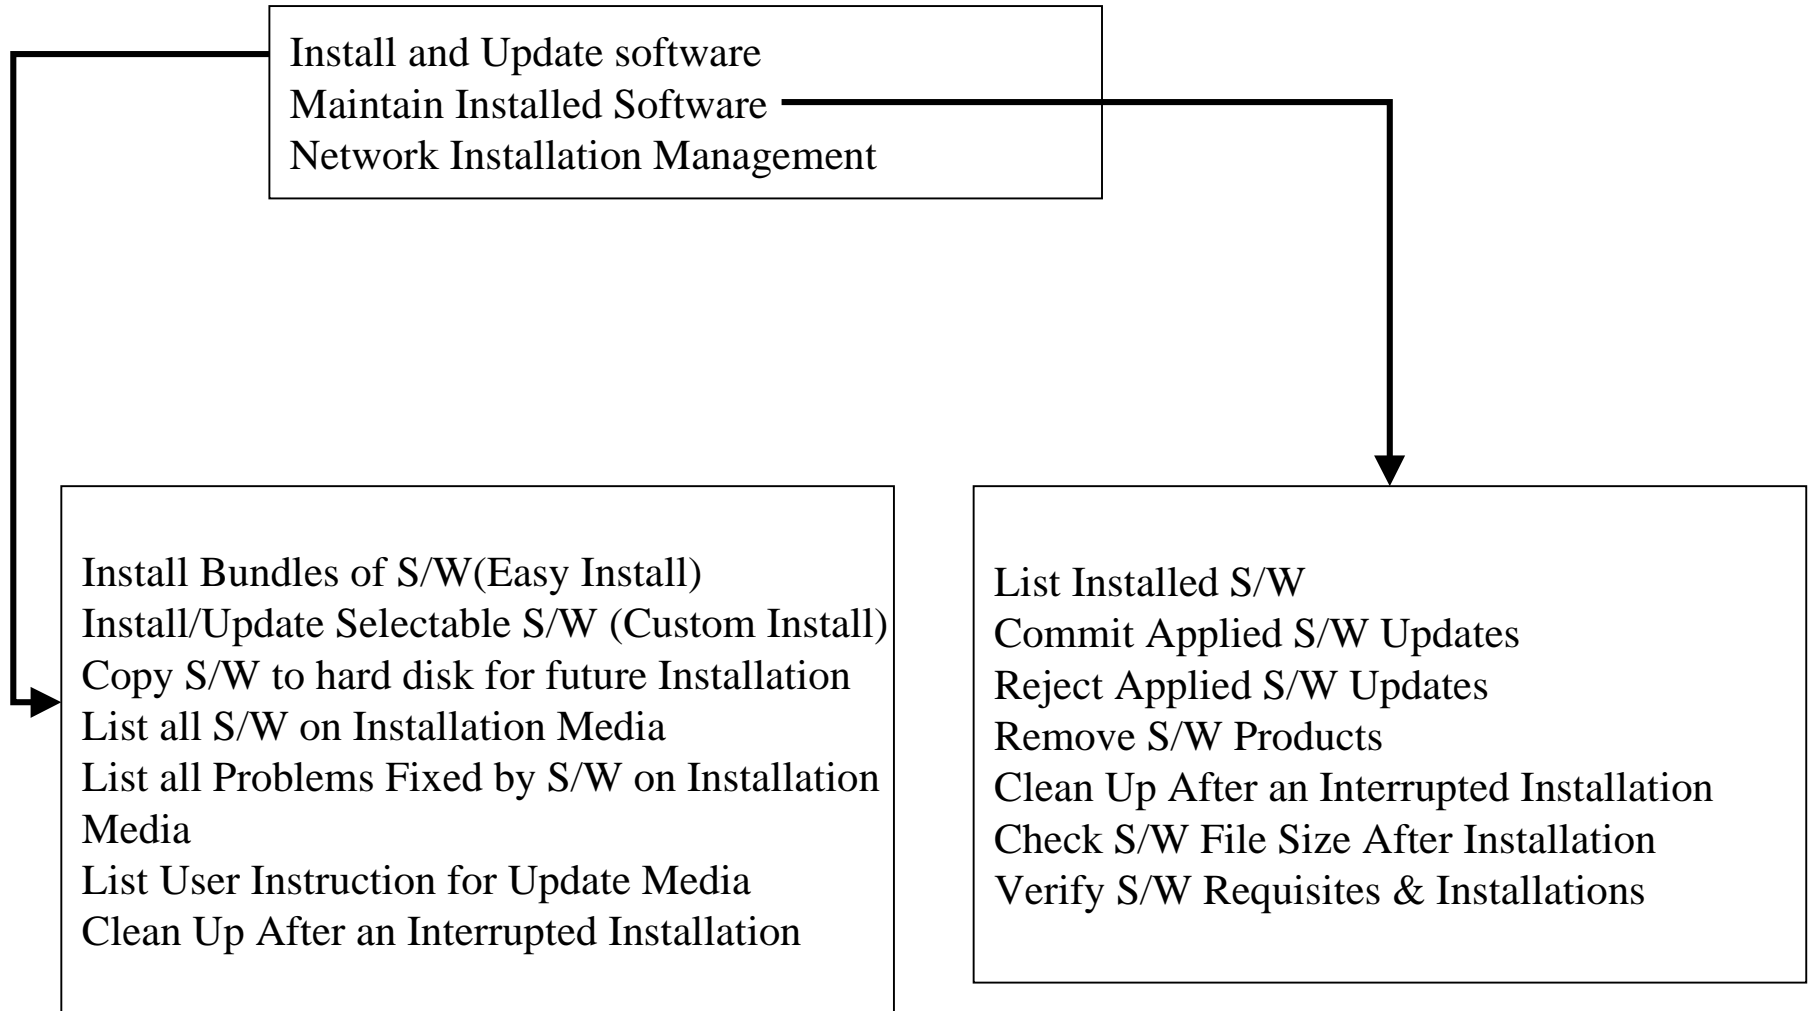 Install and Update software
Maintain Installed Software
Network Installation Management
Install Bundles of S/W(Easy Install)
Install/Update Selectable S/W (Custom Install)
Copy S/W to hard disk for future Installation
List all S/W on Installation Media
List all Problems Fixed by S/W on Installation
Media
List User Instruction for Update Media
Clean Up After an Interrupted Installation
List Installed S/W
Commit Applied S/W Updates
Reject Applied S/W Updates
Remove S/W Products
Clean Up After an Interrupted Installation
Check S/W File Size After Installation
Verify S/W Requisites & Installations